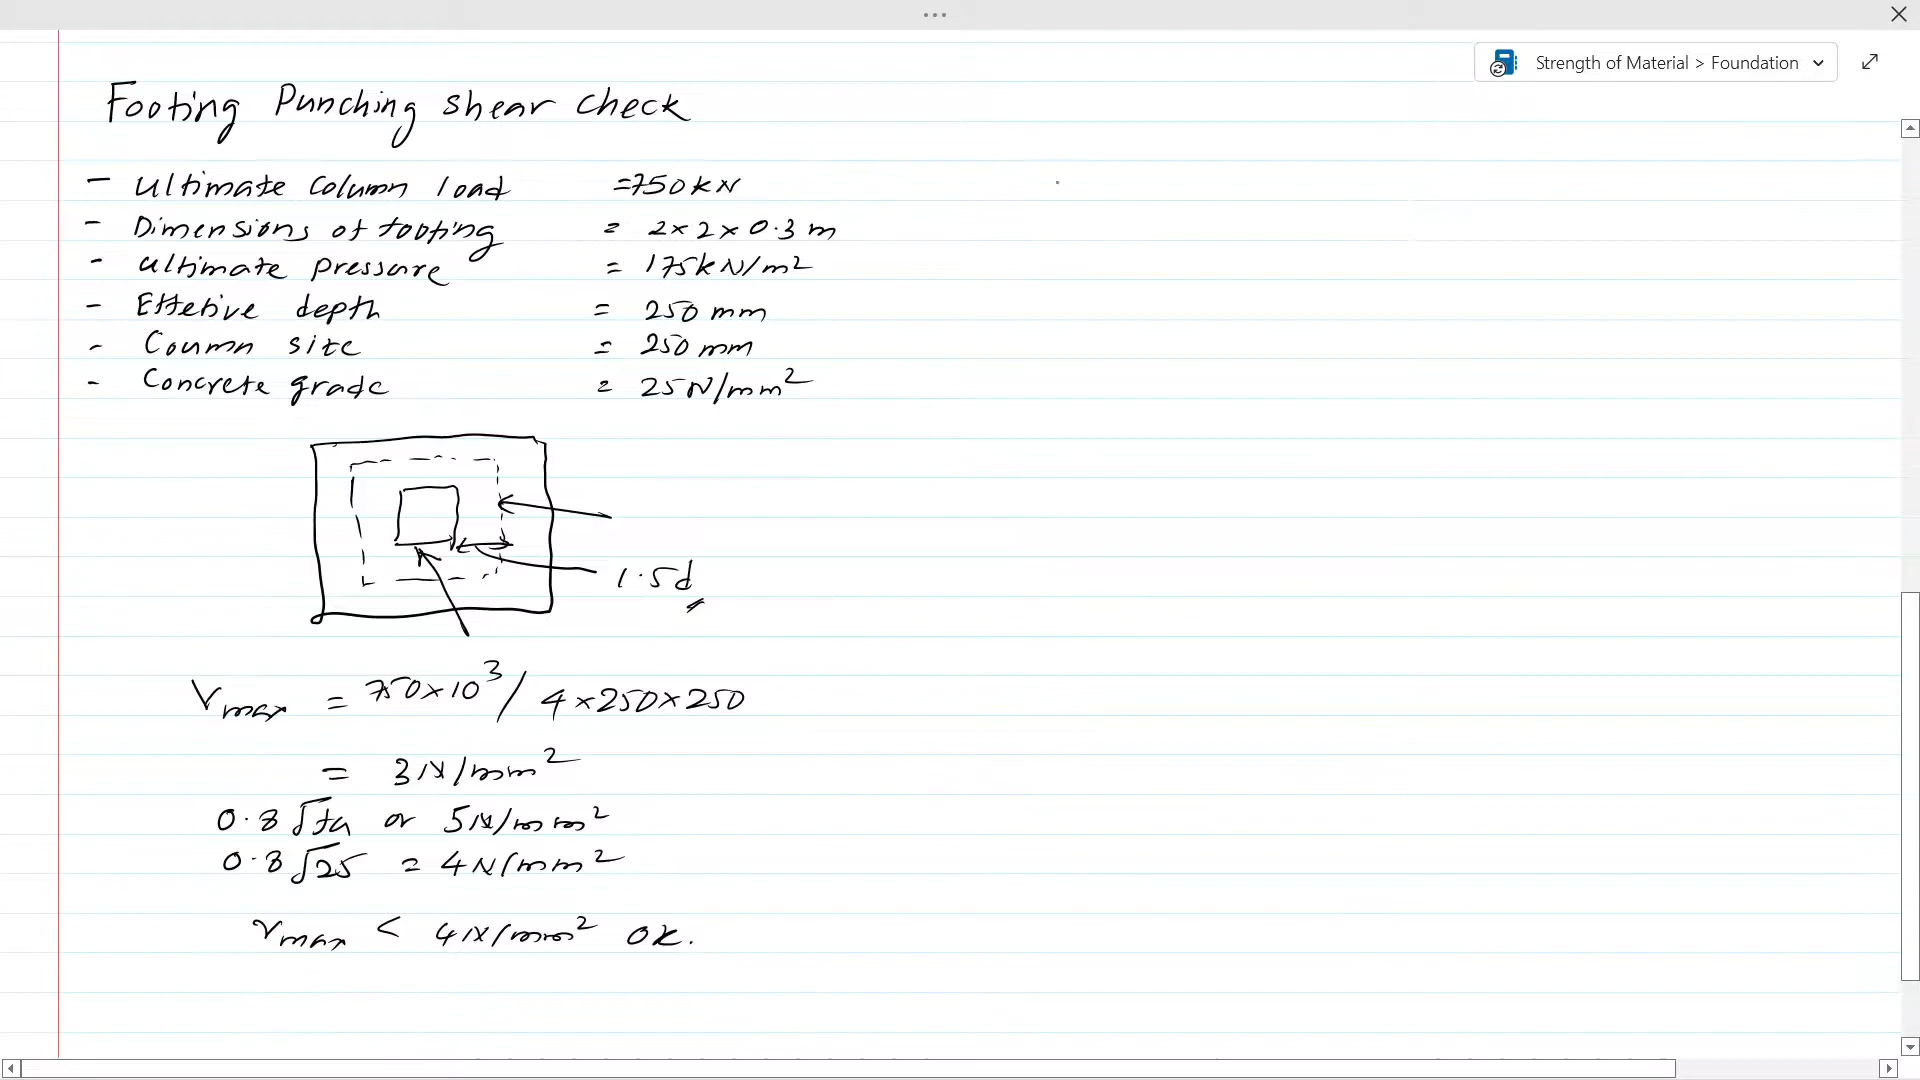 Strength of Material > Foundation
Footing Punching shear check
- Ultimate column load =750kN
- Dimensions of footing = 2×2×0.3 m
- Ultimate pressure = 175kN/m²
- Effetive depth = 250 mm
- Coumn size = 250 mm
- Concrete grade = 25N/mm²
1.5d
Vmax = 750×10³/ 4×250×250
= 3N/mm²
0.8√fcu or 5N/mm²
0.8√25 = 4N/mm²
Vmax < 4N/mm² OK.